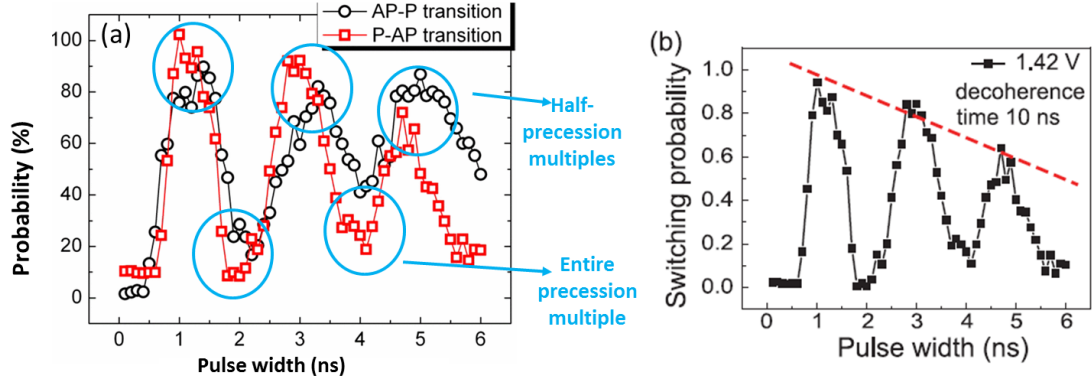 (a)
AP-P transition
P-AP transition
100
80
60
40
20
0
Probability (%)
0 1 2 3 4 5 6
Pulse width (ns)
Half-
precession
multiples
Entire
precession
multiple
(b)
1.42 V
decoherence
time 10 ns
1.0
0.8
0.6
0.4
0.2
0.0
Switching probability
0 1 2 3 4 5 6
Pulse width (ns)